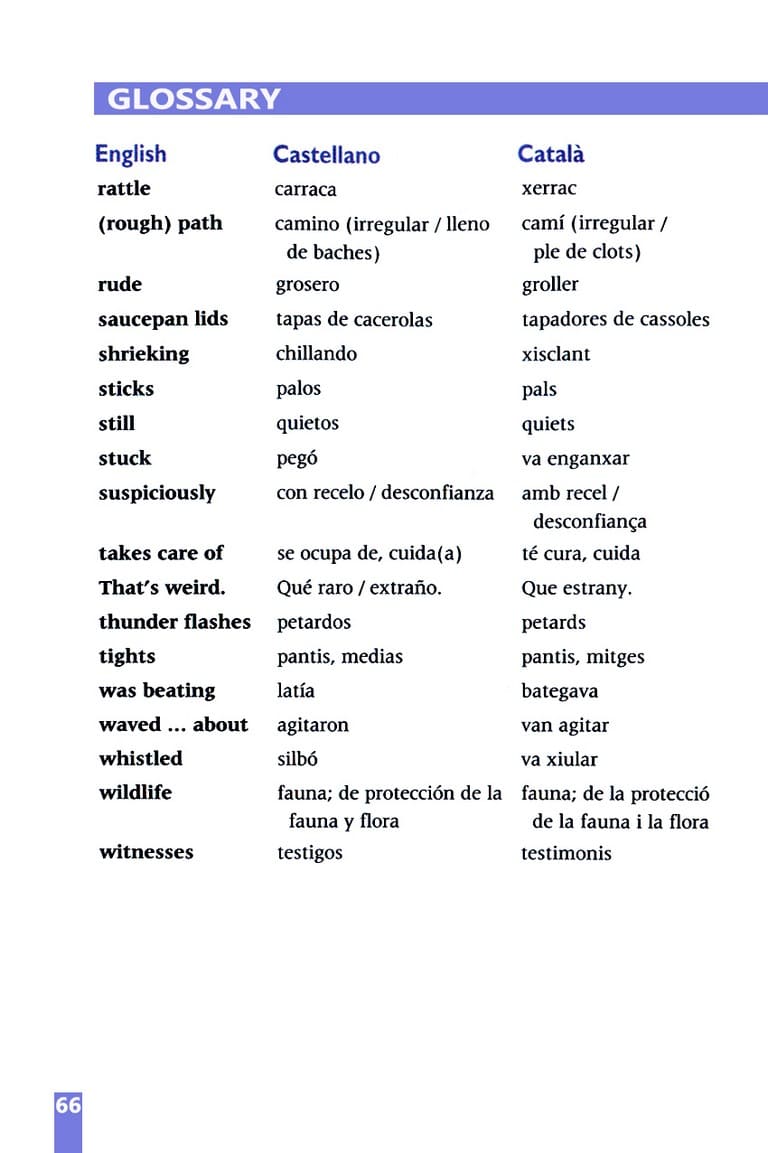 GLOSSARY
English Castellano Català
rattle carraca xerrac
(rough) path camino (irregular / lleno camí (irregular /
de baches) ple de clots)
rude grosero groller
saucepan lids tapas de cacerolas tapadores de cassoles
shrieking chillando xisclant
sticks palos pals
still quietos quiets
stuck pegó va enganxar
suspiciously con recelo / desconfianza amb recel /
desconfiança
takes care of se ocupa de, cuida(a) té cura, cuida
That's weird. Qué raro / extraño. Que estrany.
thunder flashes petardos petards
tights pantis, medias pantis, mitges
was beating latía bategava
waved ... about agitaron van agitar
whistled silbó va xiular
wildlife fauna; de protección de la fauna; de la protecció
fauna y flora de la fauna i la flora
witnesses testigos testimonis
66